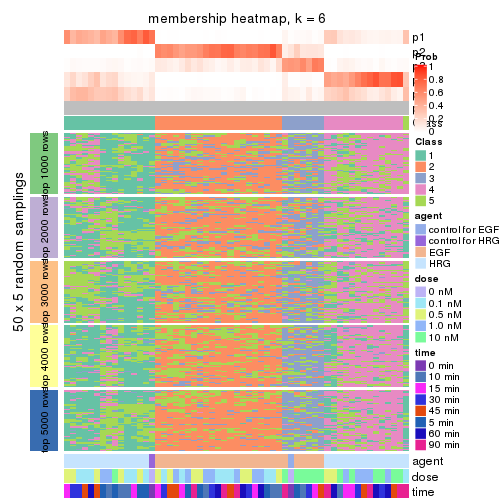 membership heatmap, k = 6
p1
p2
Prob
1
0.8
0.6
0.4
0.2
0
Class
1
2
3
4
5
agent
control for EGF
control for HRG
EGF
HRG
dose
0 nM
0.1 nM
0.5 nM
1.0 nM
10 nM
time
0 min
10 min
15 min
30 min
45 min
5 min
60 min
90 min
50 x 5 random samplings
top 1000 rows
top 2000 rows
top 3000 rows
top 4000 rows
top 5000 rows
agent
dose
time